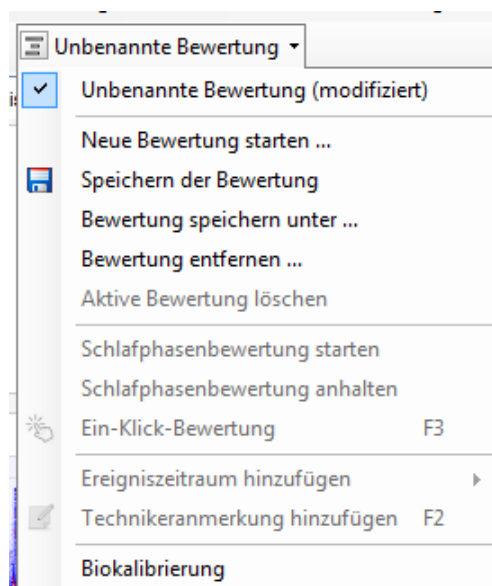 Unbenannte Bewertung
Unbenannte Bewertung (modifiziert)
Neue Bewertung starten ...
Speichern der Bewertung
Bewertung speichern unter ...
Bewertung entfernen ...
Aktive Bewertung löschen
Schlafphasenbewertung starten
Schlafphasenbewertung anhalten
Ein-Klick-Bewertung F3
Ereigniszeitraum hinzufügen
Technikeranmerkung hinzufügen F2
Biokalibrierung